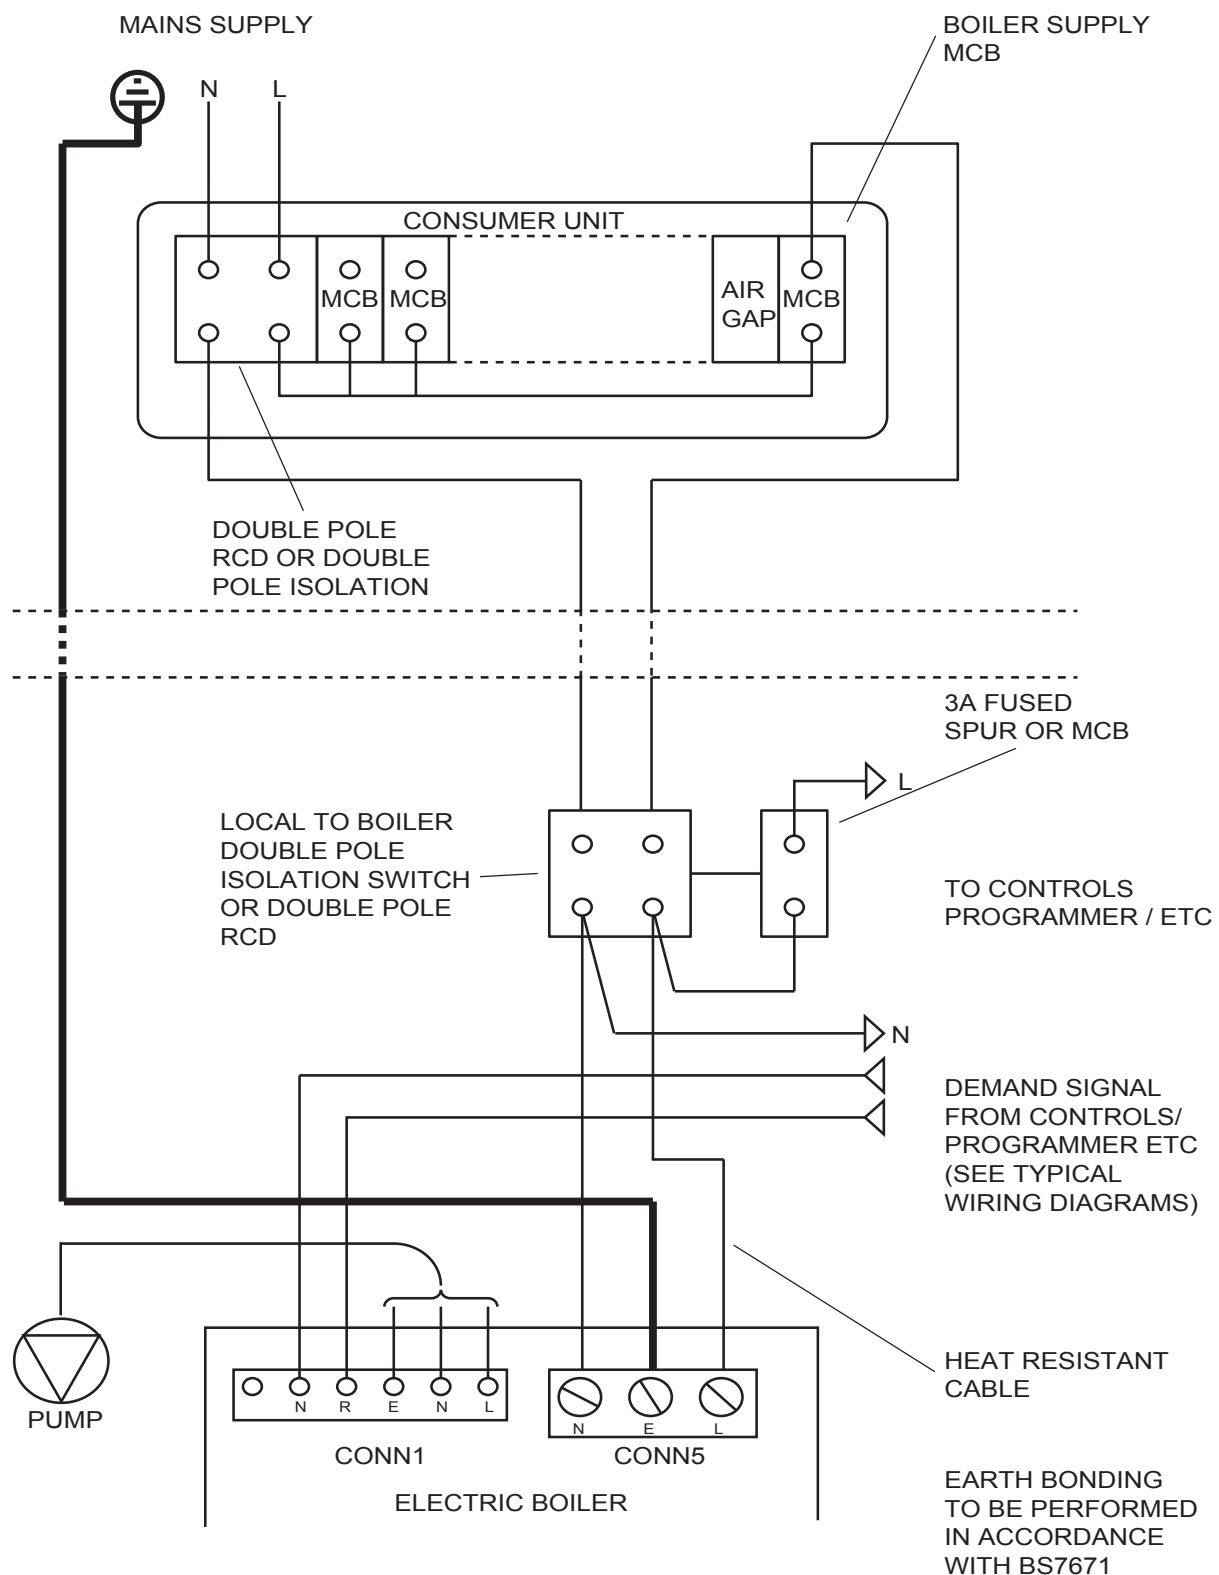 MAINS SUPPLY
BOILER SUPPLY
MCB
N
L
CONSUMER UNIT
MCB
MCB
AIR
GAP
MCB
DOUBLE POLE
RCD OR DOUBLE
POLE ISOLATION
3A FUSED
SPUR OR MCB
L
LOCAL TO BOILER
DOUBLE POLE
ISOLATION SWITCH
OR DOUBLE POLE
RCD
TO CONTROLS
PROGRAMMER / ETC
N
DEMAND SIGNAL
FROM CONTROLS/
PROGRAMMER ETC
(SEE TYPICAL
WIRING DIAGRAMS)
HEAT RESISTANT
CABLE
PUMP
N R E N L
N E L
CONN1
CONN5
ELECTRIC BOILER
EARTH BONDING
TO BE PERFORMED
IN ACCORDANCE
WITH BS7671